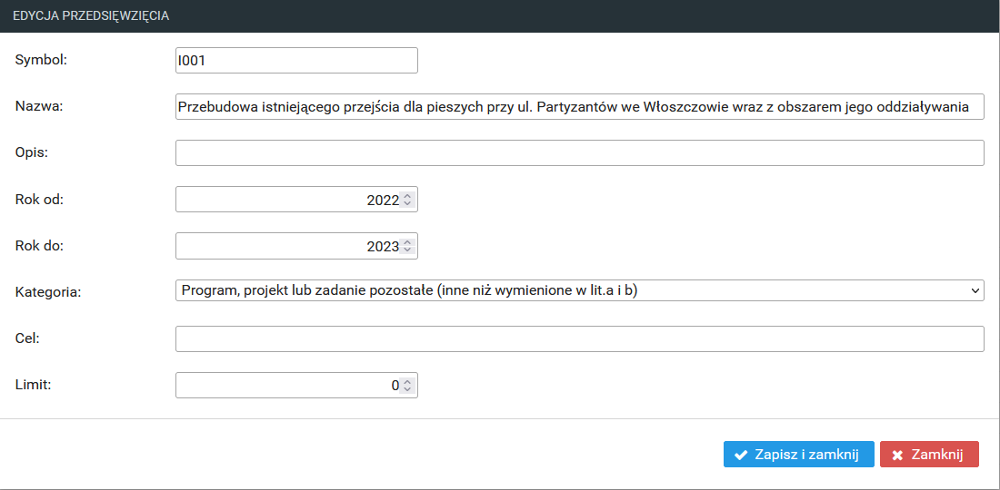 EDYCJA PRZEDSIĘWZIĘCIA
Symbol: I001
Nazwa: Przebudowa istniejącego przejścia dla pieszych przy ul. Partyzantów we Włoszczowie wraz z obszarem jego oddziaływania
Opis:
Rok od: 2022
Rok do: 2023
Kategoria: Program, projekt lub zadanie pozostałe (inne niż wymienione w lit.a i b)
Cel:
Limit: 0
Zapisz i zamknij Zamknij